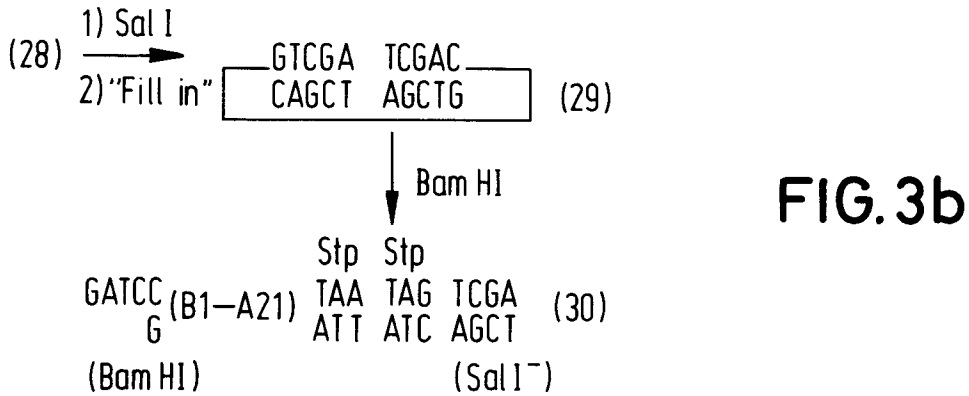 1) Sal I
(28)
2) "Fill in"
GTCGA TCGAC
CAGCT AGCTG
(29)
Bam HI
FIG. 3b
Stp Stp
GATCC (B1—A21) TAA TAG TCGA (30)
G ATT ATC AGCT
(Bam HI) (Sal I⁻)